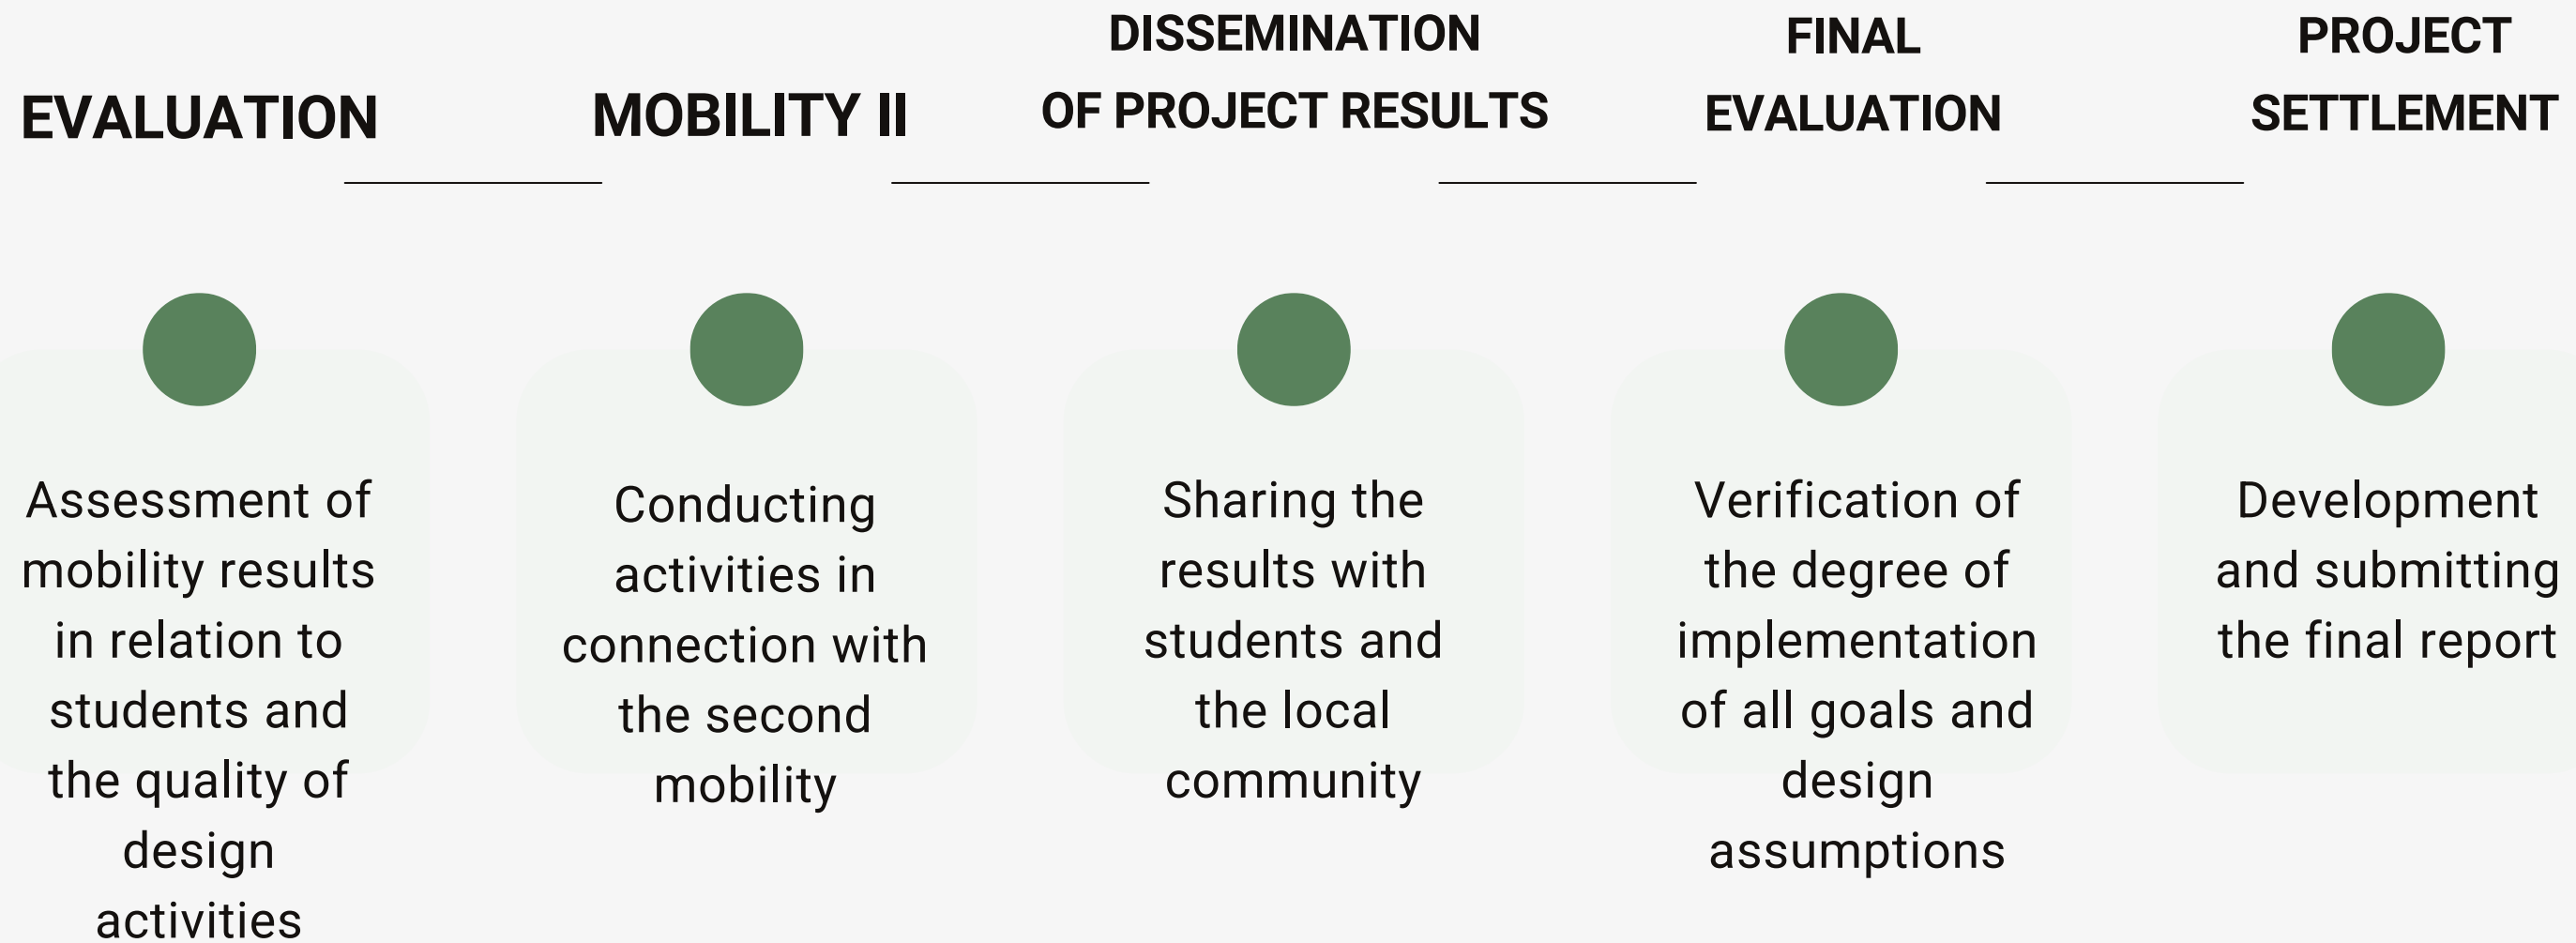 EVALUATION
Assessment of
mobility results
in relation to
students and
the quality of
design
activities
MOBILITY II
Conducting
activities in
connection with
the second
mobility
DISSEMINATION
OF PROJECT RESULTS
Sharing the
results with
students and
the local
community
FINAL
EVALUATION
Verification of
the degree of
implementation
of all goals and
design
assumptions
PROJECT
SETTLEMENT
Development
and submitting
the final report